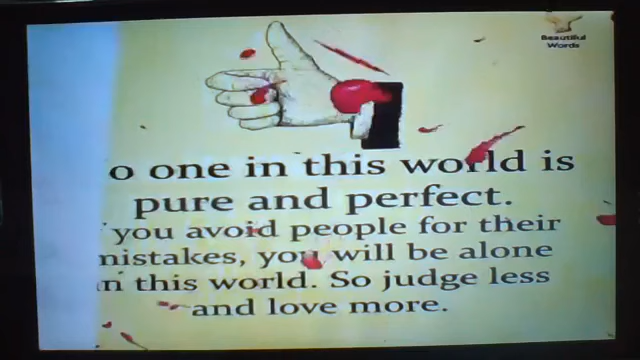 Beautiful
Words
o one in this world is
pure and perfect.
you avoid people for their
nistakes, you will be alone
n this world. So judge less
and love more.